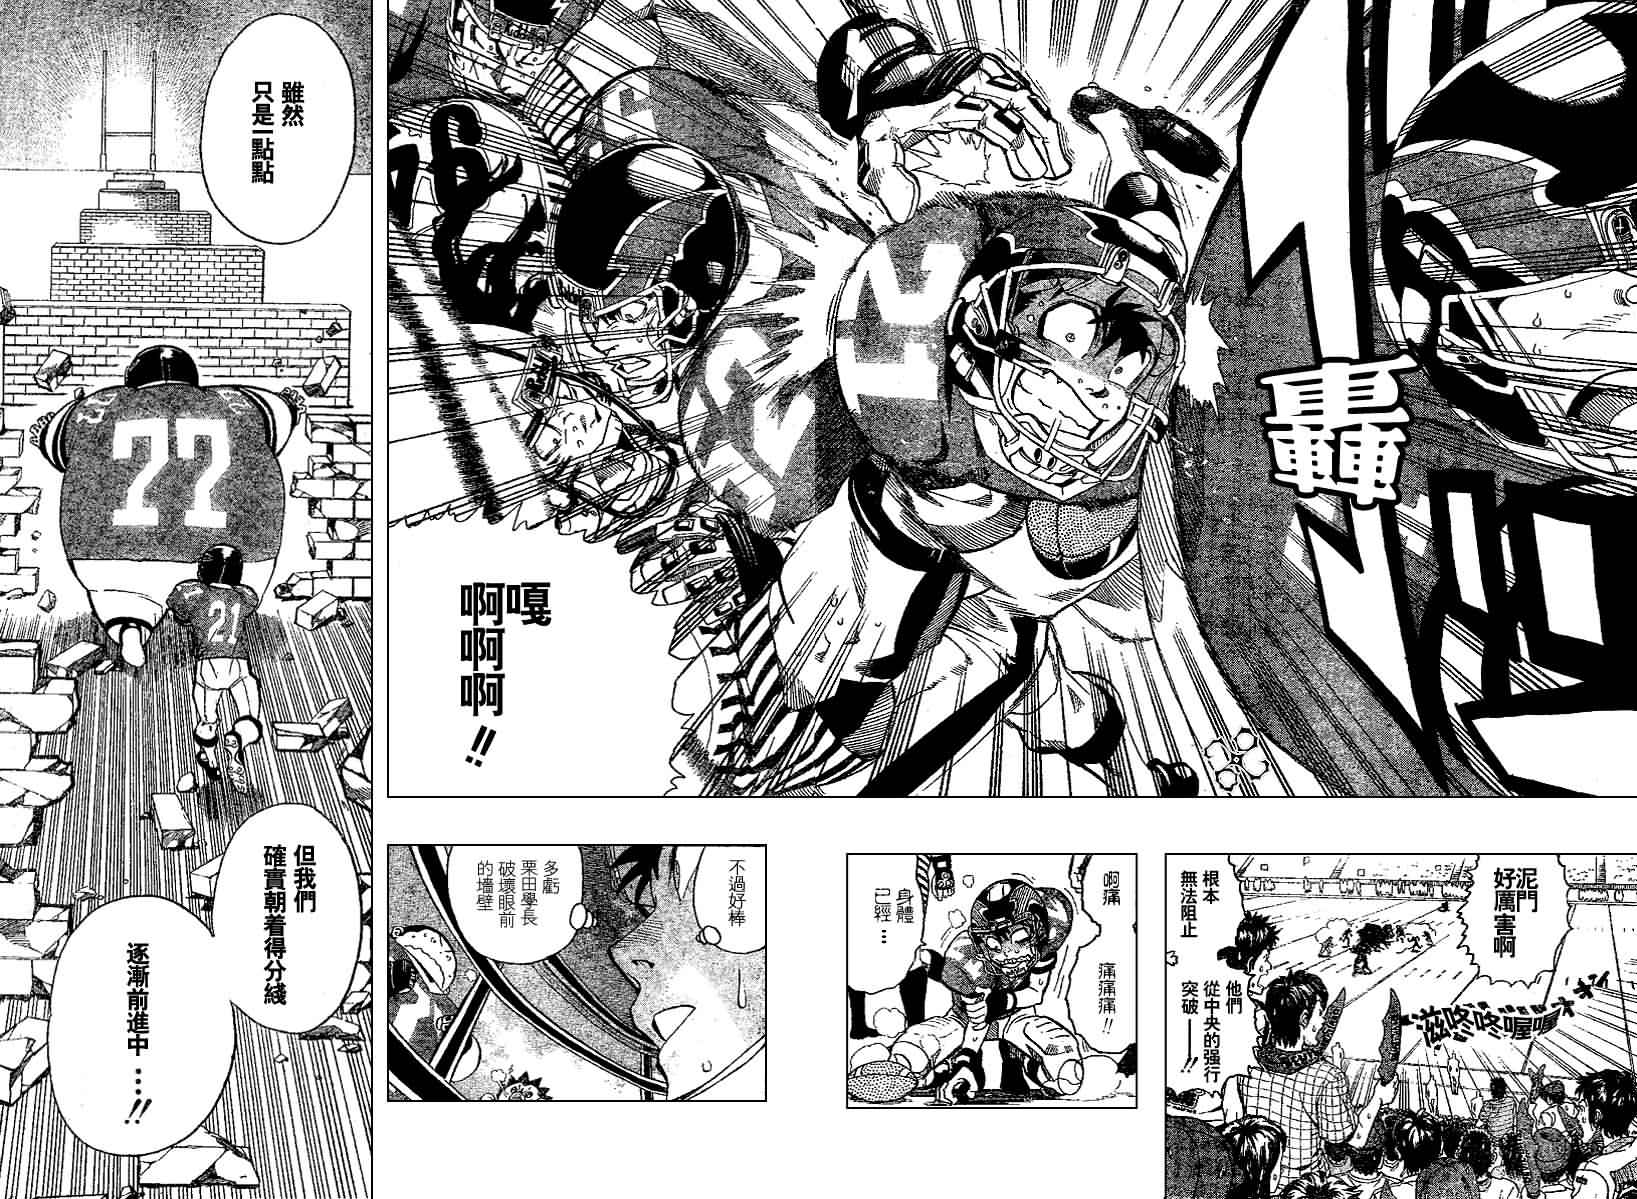 轟
嘎
啊啊啊!!
泥門
好厲害啊
滋咚咚喔喔
根本
無法阻止
他們
從中央的强行
突破——!!
啊痛
痛痛痛!!
身體
已經…
不過好棒
多虧
栗田學長
破壞眼前
的墻壁
雖然
只是一點點
77
21
但我們
確實朝着得分綫
逐漸前進中……!!